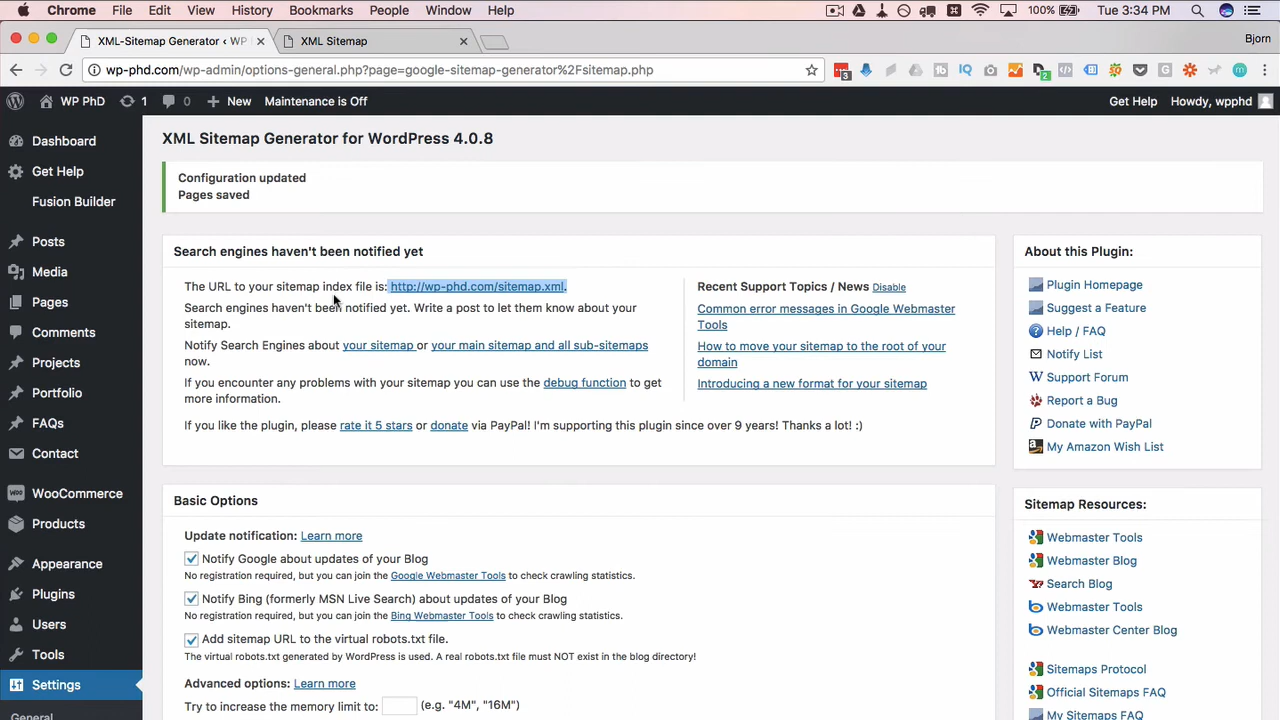 Chrome File Edit View History Bookmarks People Window Help 100% Tue 3:34 PM
XML-Sitemap Generator ‹ WP
XML Sitemap
Bjorn
wp-phd.com/wp-admin/options-general.php?page=google-sitemap-generator%2Fsitemap.php
3
2
WP PhD 1 0 New Maintenance is Off Get Help Howdy, wpphd
Dashboard
Get Help
Fusion Builder
Posts
Media
Pages
Comments
Projects
Portfolio
FAQs
Contact
WooCommerce
Products
Appearance
Plugins
Users
Tools
Settings
General
XML Sitemap Generator for WordPress 4.0.8
Configuration updated
Pages saved
Search engines haven't been notified yet
The URL to your sitemap index file is: http://wp-phd.com/sitemap.xml.
Search engines haven't been notified yet. Write a post to let them know about your
sitemap.
Notify Search Engines about your sitemap or your main sitemap and all sub-sitemaps
now.
If you encounter any problems with your sitemap you can use the debug function to get
more information.
If you like the plugin, please rate it 5 stars or donate via PayPal! I'm supporting this plugin since over 9 years! Thanks a lot! :)
Recent Support Topics / News Disable
Common error messages in Google Webmaster
Tools
How to move your sitemap to the root of your
domain
Introducing a new format for your sitemap
Basic Options
Update notification: Learn more
Notify Google about updates of your Blog
No registration required, but you can join the Google Webmaster Tools to check crawling statistics.
Notify Bing (formerly MSN Live Search) about updates of your Blog
No registration required, but you can join the Bing Webmaster Tools to check crawling statistics.
Add sitemap URL to the virtual robots.txt file.
The virtual robots.txt generated by WordPress is used. A real robots.txt file must NOT exist in the blog directory!
Advanced options: Learn more
Try to increase the memory limit to: (e.g. "4M", "16M")
About this Plugin:
Plugin Homepage
Suggest a Feature
Help / FAQ
Notify List
Support Forum
Report a Bug
Donate with PayPal
My Amazon Wish List
Sitemap Resources:
Webmaster Tools
Webmaster Blog
Search Blog
Webmaster Tools
Webmaster Center Blog
Sitemaps Protocol
Official Sitemaps FAQ
My Sitemaps FAQ